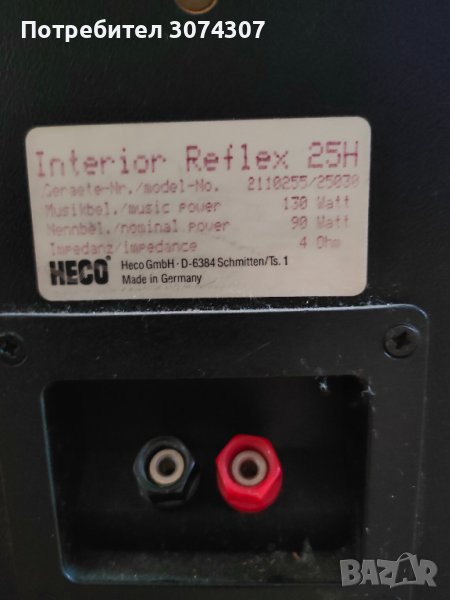 Потребител 3074307
Interior Reflex 25H
Geraete-Nr./model-No. 2110255/25030
Musikbel./music power 130 Watt
Nennbel./nominal power 90 Watt
Impedanz/impedance 4 Ohm
HECO®
Heco GmbH · D-6384 Schmitten/Ts. 1
Made in Germany
BAZAR